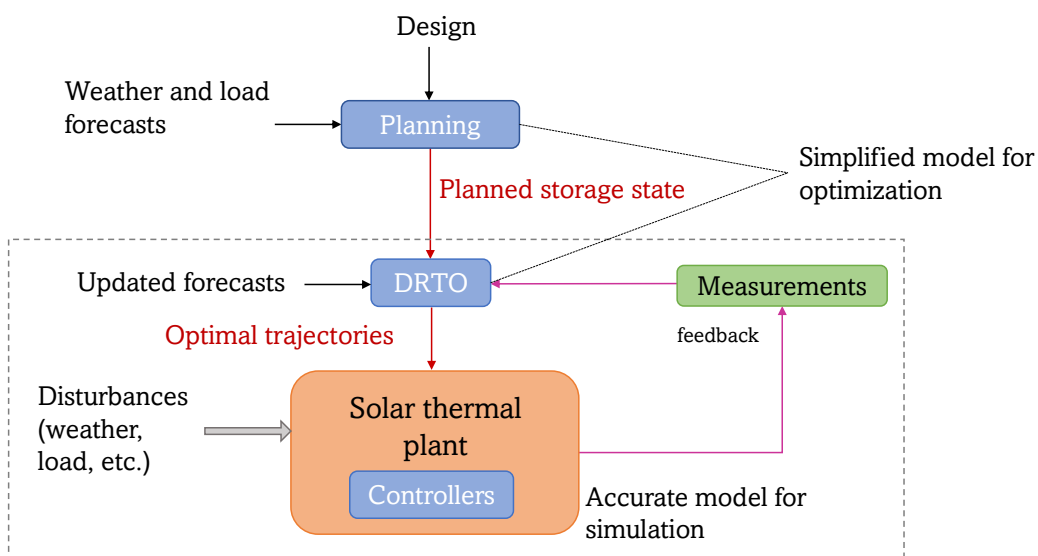 Design
Weather and load
forecasts
Planning
Simplified model for
optimization
Planned storage state
Updated forecasts
DRTO
Measurements
Optimal trajectories
feedback
Disturbances
(weather,
load, etc.)
Solar thermal
plant
Controllers
Accurate model for
simulation